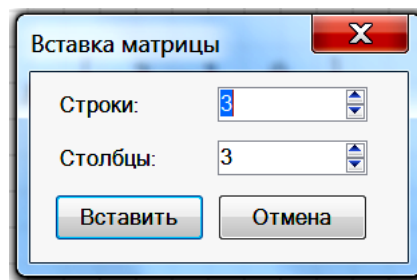 Вставка матрицы
Строки: 3
Столбцы: 3
Вставить Отмена